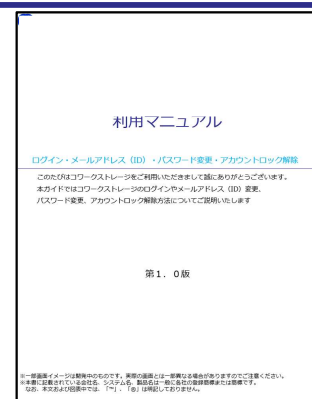 利用マニュアル
ログイン・メールアドレス（ID）・パスワード変更・アカウントロック解除
このたびはコワークストレージをご利用いただきまして誠にありがとうございます。
本ガイドではコワークストレージのログインやメールアドレス（ID）変更、
パスワード変更、アカウントロック解除方法についてご説明いたします
第1．0版
※一部画面イメージは開発中のものです。実際の画面とは一部異なる場合がありますのでご注意ください。
※本書に記載されている会社名、システム名、製品名は一般に各社の登録商標または商標です。
なお、本文および図表中では、「™」、「®」は明記しておりません。